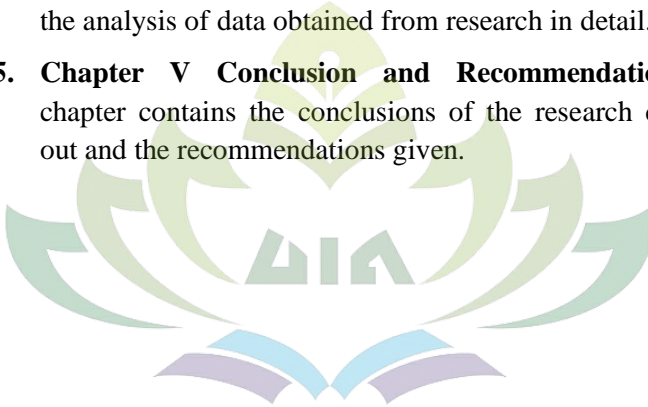 the analysis of data obtained from research in detail.
5. Chapter V Conclusion and
chapter contains the conclusions of the research
out and the recommendations given.
UIN